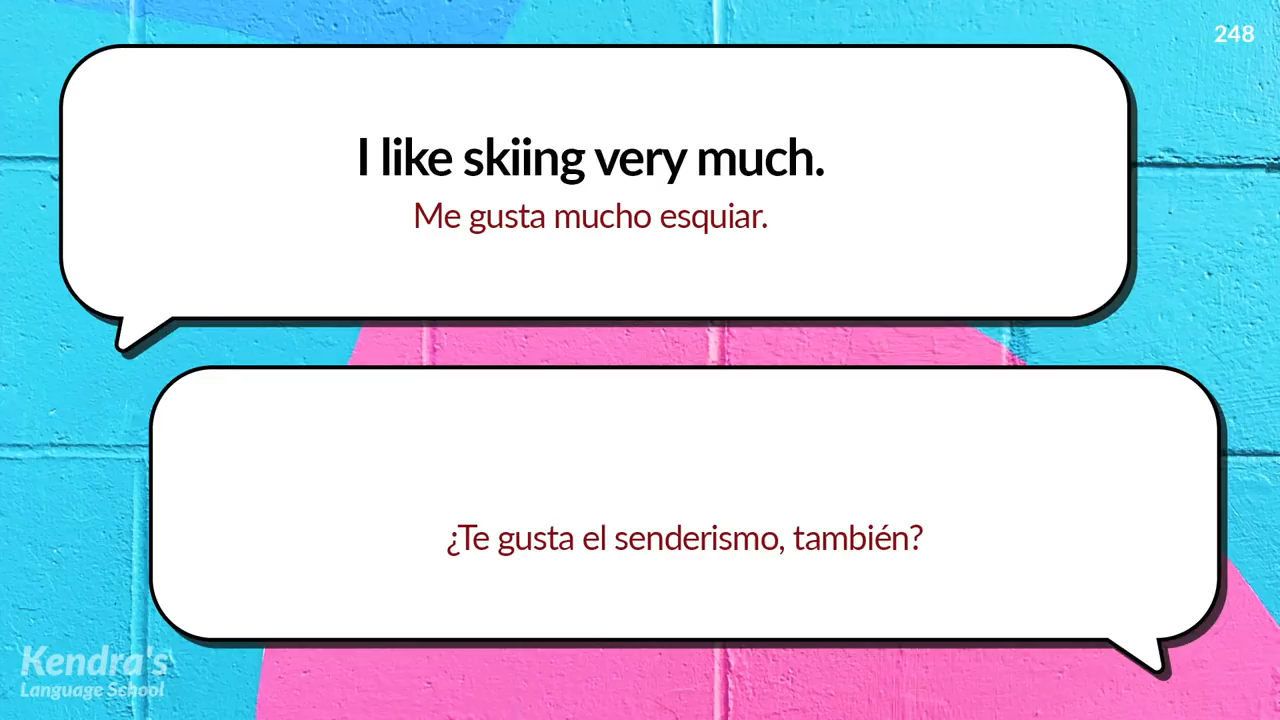 248
I like skiing very much.
Me gusta mucho esquiar.
¿Te gusta el senderismo, también?
Kendra's
Language School